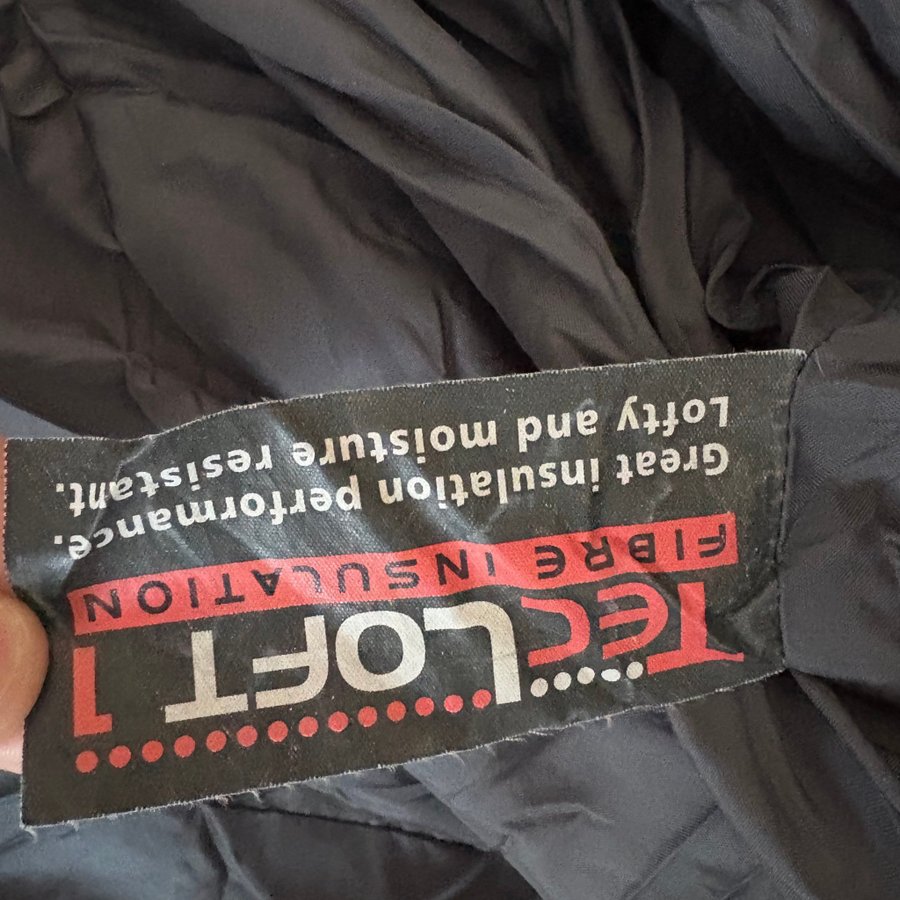 TecLOFT 1
FIBRE INSULATION
Great insulation performance.
Lofty and moisture resistant.